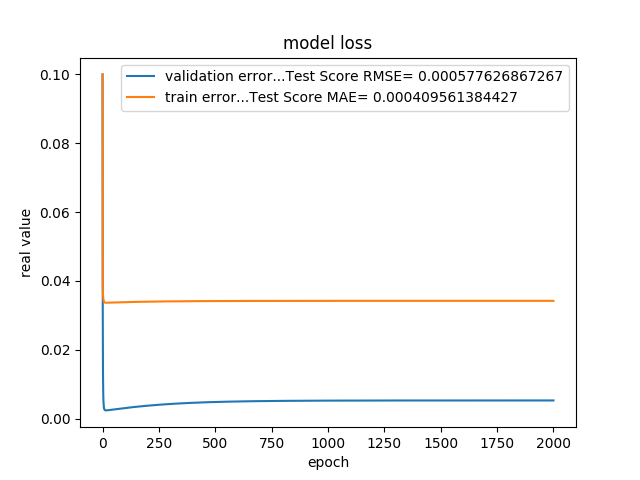 model loss
validation error...Test Score RMSE= 0.000577626867267
train error...Test Score MAE= 0.000409561384427
0.10
0.08
0.06
0.04
0.02
0.00
real value
0 250 500 750 1000 1250 1500 1750 2000
epoch